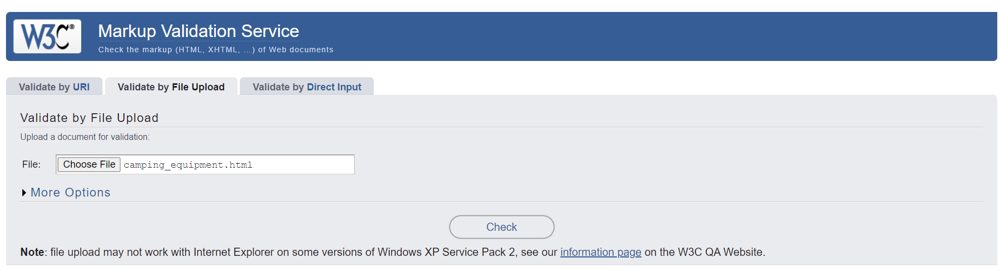 W3C®
Markup Validation Service
Check the markup (HTML, XHTML, ...) of Web documents
Validate by URI
Validate by File Upload
Validate by Direct Input
Validate by File Upload
Upload a document for validation:
File: Choose File camping_equipment.html
More Options
Check
Note: file upload may not work with Internet Explorer on some versions of Windows XP Service Pack 2, see our information page on the W3C QA Website.